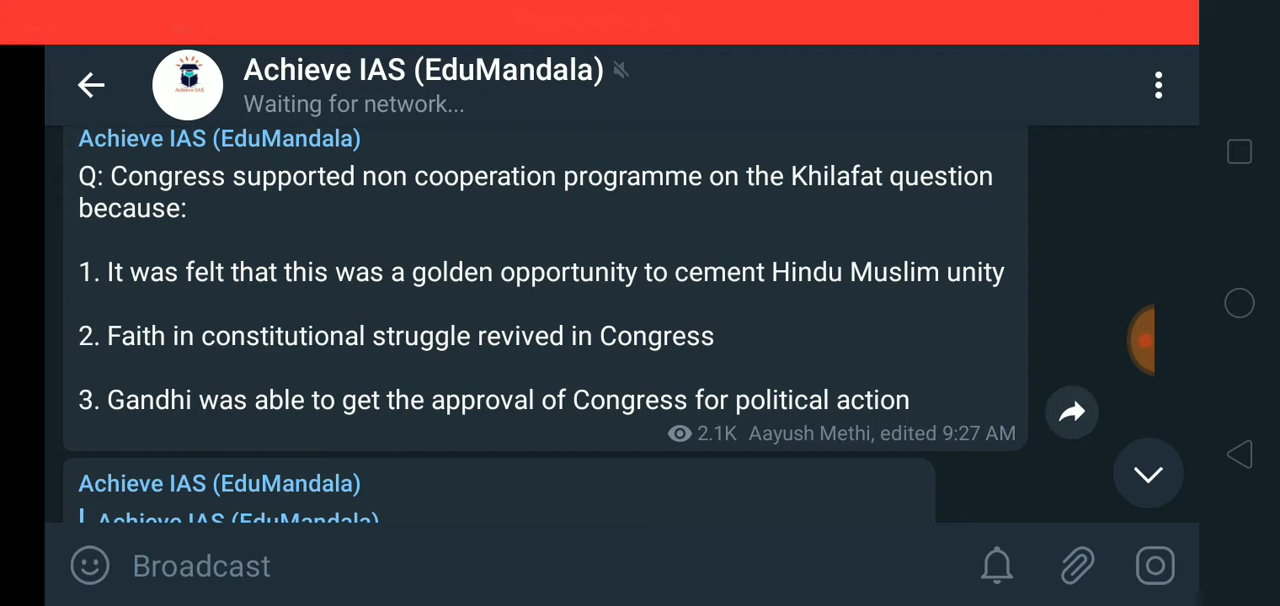 Achieve IAS (EduMandala)
Waiting for network...
Achieve IAS (EduMandala)
Q: Congress supported non cooperation programme on the Khilafat question
because:
1. It was felt that this was a golden opportunity to cement Hindu Muslim unity
2. Faith in constitutional struggle revived in Congress
3. Gandhi was able to get the approval of Congress for political action
2.1K Aayush Methi, edited 9:27 AM
Achieve IAS (EduMandala)
Achieve IAS (EduMandala)
Broadcast